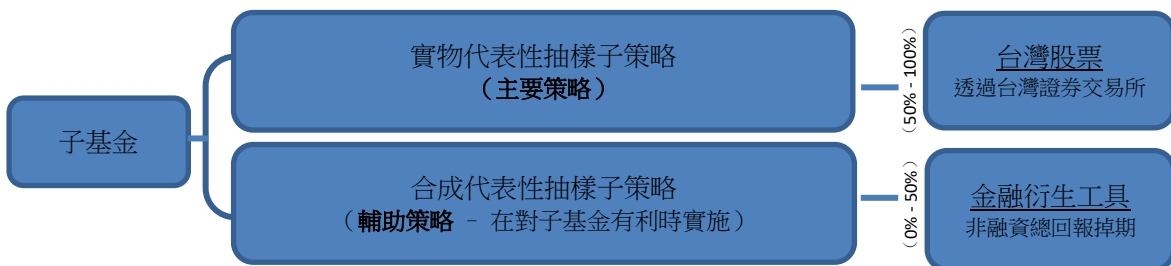 子基金
實物代表性抽樣子策略
（主要策略）
（50% - 100%）
台灣股票
透過台灣證券交易所
合成代表性抽樣子策略
（輔助策略 - 在對子基金有利時實施）
（0% - 50%）
金融衍生工具
非融資總回報掉期